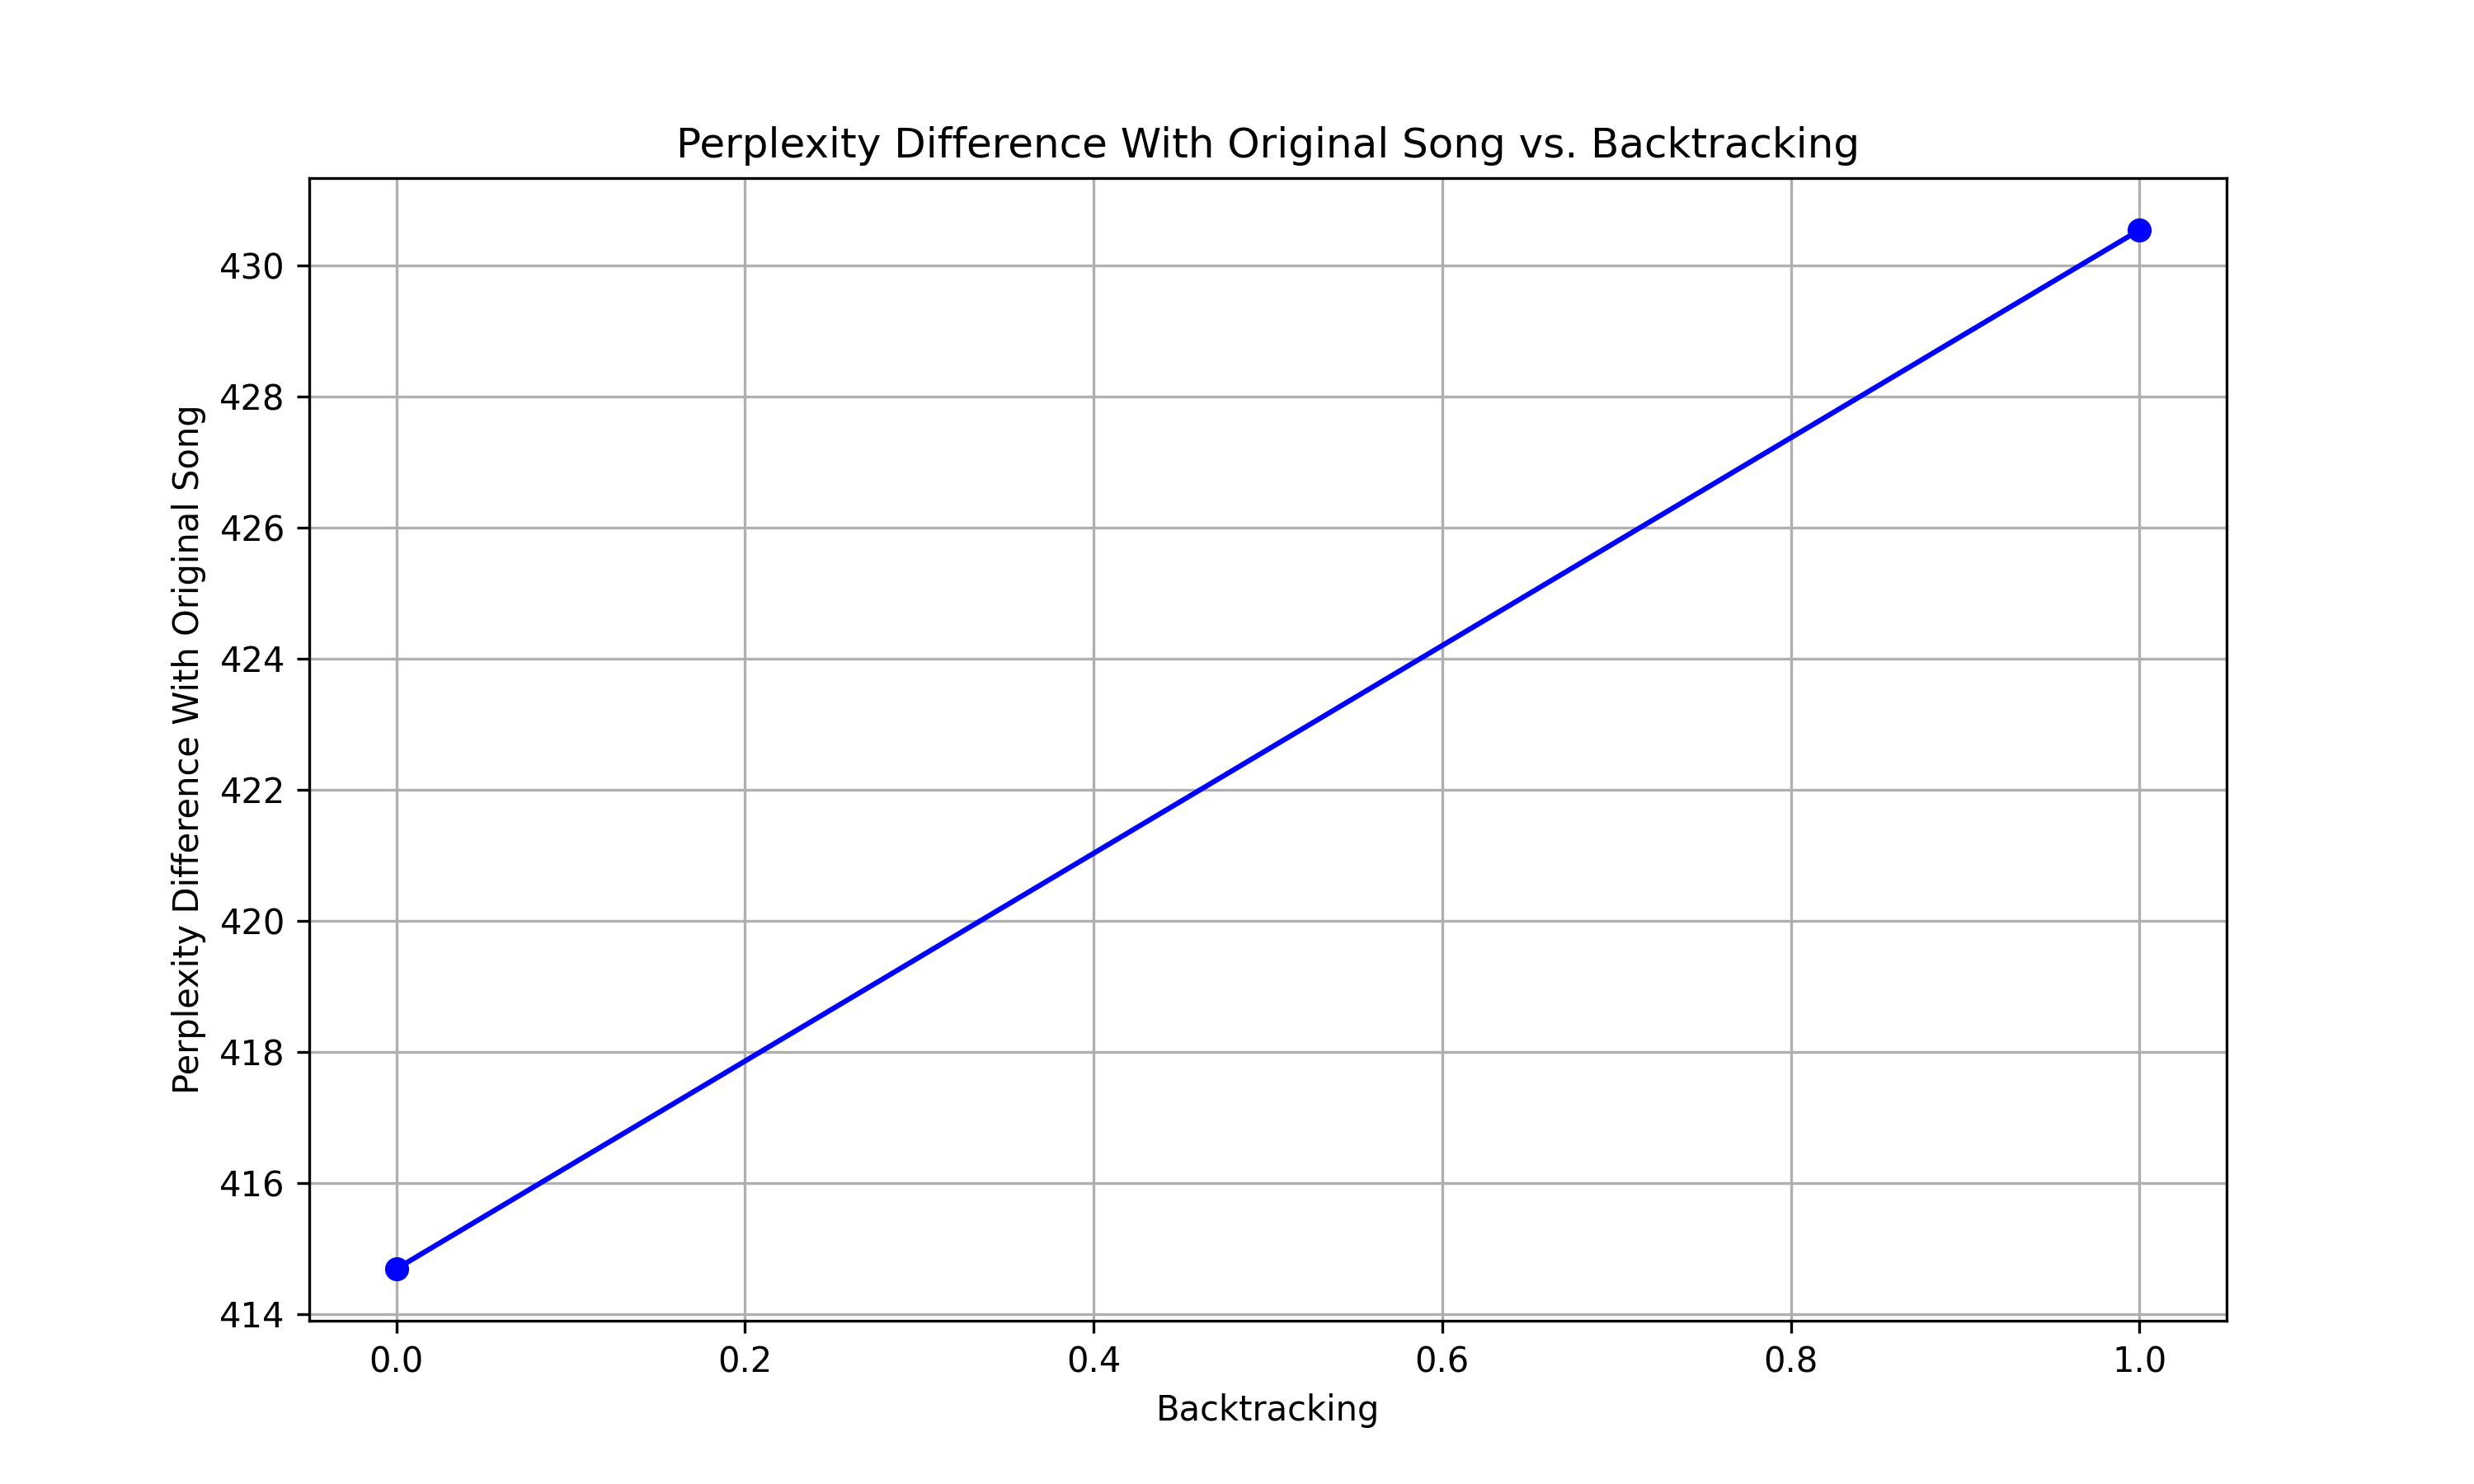 Perplexity Difference With Original Song vs. Backtracking
Perplexity Difference With Original Song
430
428
426
424
422
420
418
416
414
0.0 0.2 0.4 0.6 0.8 1.0
Backtracking